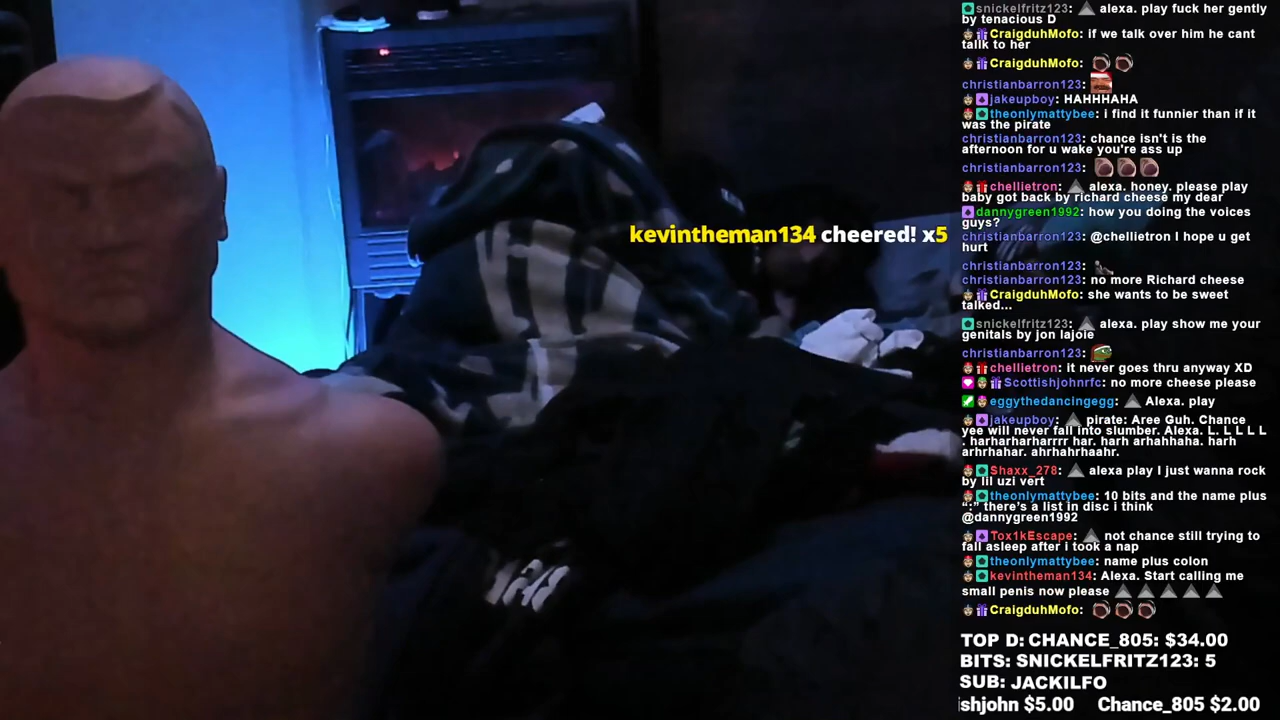 snickelfritz123: alexa. play fuck her gently
by tenacious D
CraigduhMofo: if we talk over him he cant
tallk to her
CraigduhMofo:
christianbarron123:
jakeupboy: HAHHHAHA
theonlymattybee: i find it funnier than if it
was the pirate
christianbarron123: chance isn't is the
afternoon for u wake you're ass up
christianbarron123:
chellietron: alexa. honey. please play
baby got back by richard cheese my dear
dannygreen1992: how you doing the voices
guys?
christianbarron123: @chellietron I hope u get
hurt
christianbarron123:
christianbarron123: no more Richard cheese
CraigduhMofo: she wants to be sweet
talked...
snickelfritz123: alexa. play show me your
genitals by jon lajoie
christianbarron123:
chellietron: it never goes thru anyway XD
Scottishjohnrfc: no more cheese please
eggythedancingegg: Alexa. play
jakeupboy: pirate: Aree Guh. Chance
yee will never fall into slumber. Alexa. L. L L L L
. harharharharrrr har. harh arhahhaha. harh
arhrhahar. ahrhahrhaahr.
Shaxx_278: alexa play I just wanna rock
by lil uzi vert
theonlymattybee: 10 bits and the name plus
“:” there’s a list in disc i think
@dannygreen1992
Tox1kEscape: not chance still trying to
fall asleep after i took a nap
theonlymattybee: name plus colon
kevintheman134: Alexa. Start calling me
small penis now please
CraigduhMofo:
kevintheman134 cheered! x5
TOP D: CHANCE_805: $34.00
BITS: SNICKELFRITZ123: 5
SUB: JACKILFO
ishjohn $5.00 Chance_805 $2.00